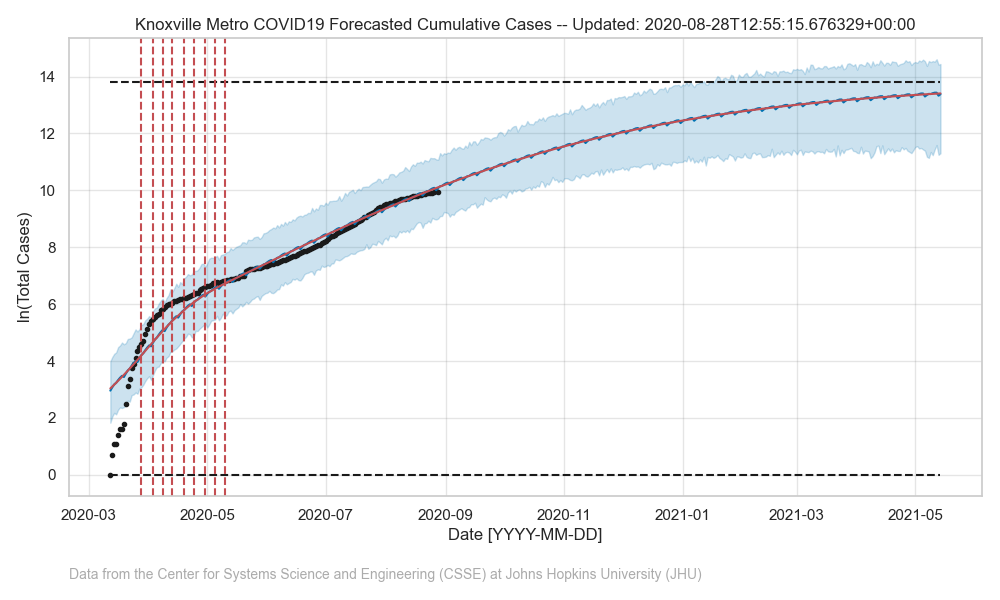 Knoxville Metro COVID19 Forecasted Cumulative Cases -- Updated: 2020-08-28T12:55:15.676329+00:00
ln(Total Cases)
14
12
10
8
6
4
2
0
2020-03 2020-05 2020-07 2020-09 2020-11 2021-01 2021-03 2021-05
Date [YYYY-MM-DD]
Data from the Center for Systems Science and Engineering (CSSE) at Johns Hopkins University (JHU)